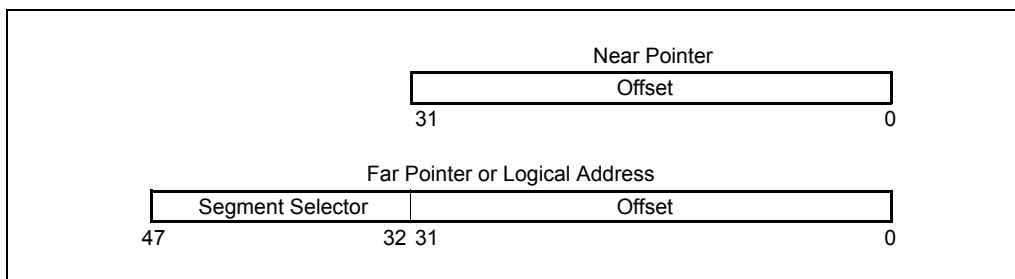 Near Pointer
Offset
31 0
Far Pointer or Logical Address
Segment Selector Offset
47 32 31 0